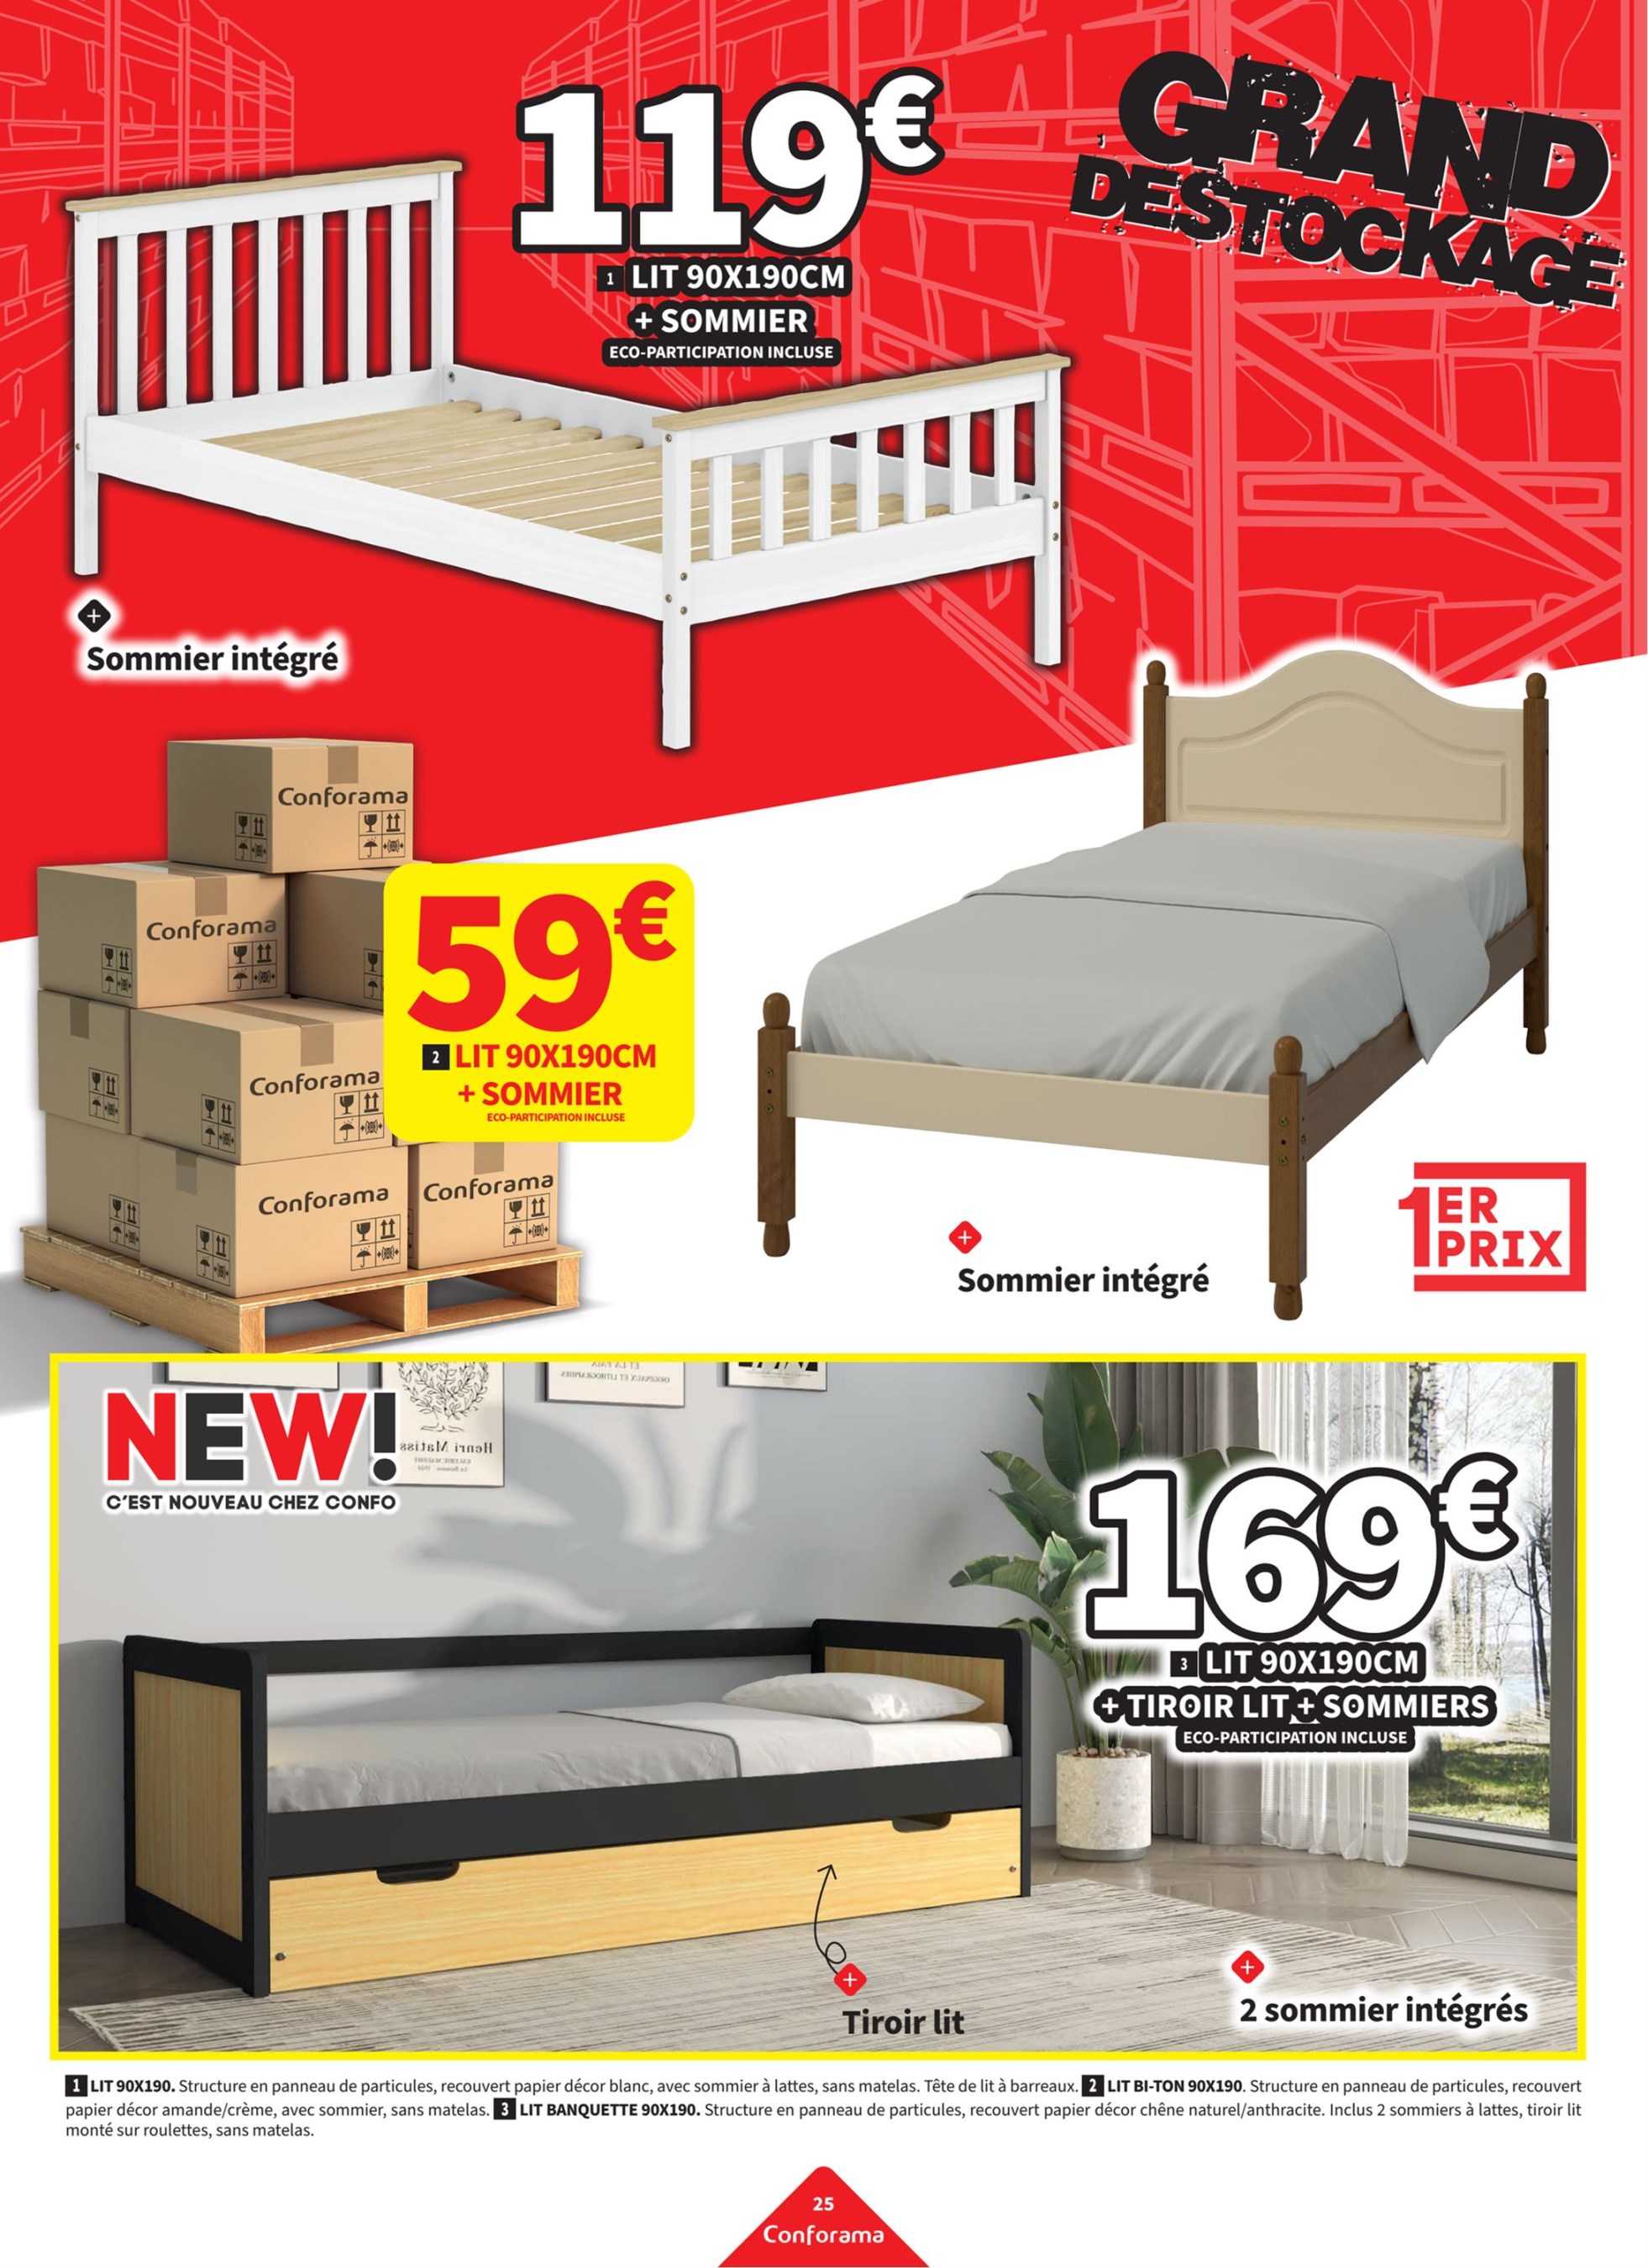 GRAND
DESTOCKAGE
119€
1 LIT 90X190CM
+ SOMMIER
ECO-PARTICIPATION INCLUSE
+
Sommier intégré
Conforama
Conforama
Conforama
Conforama
Conforama
59€
2 LIT 90X190CM
+ SOMMIER
ECO-PARTICIPATION INCLUSE
+
Sommier intégré
1ER
PRIX
NEW!
C'EST NOUVEAU CHEZ CONFO
Henri Matiss
ORIGINAUX ET LITHOGRAPHIES
169€
3 LIT 90X190CM
+ TIROIR LIT + SOMMIERS
ECO-PARTICIPATION INCLUSE
+
Tiroir lit
+
2 sommier intégrés
1 LIT 90X190. Structure en panneau de particules, recouvert papier décor blanc, avec sommier à lattes, sans matelas. Tête de lit à barreaux. 2 LIT BI-TON 90X190. Structure en panneau de particules, recouvert
papier décor amande/crème, avec sommier, sans matelas. 3 LIT BANQUETTE 90X190. Structure en panneau de particules, recouvert papier décor chêne naturel/anthracite. Inclus 2 sommiers à lattes, tiroir lit
monté sur roulettes, sans matelas.
25
Conforama